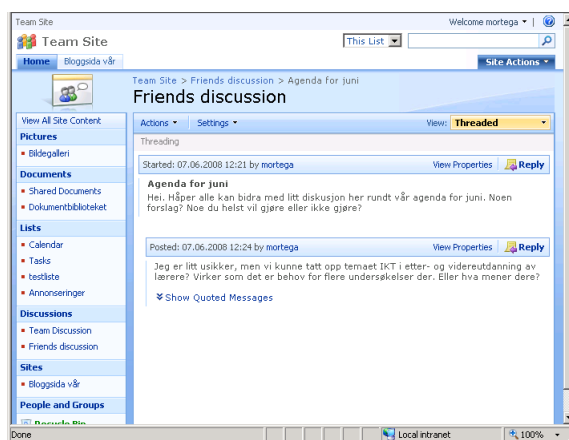 Team Site
Welcome mortega
Team Site
This List
Home
Bloggsida vår
Site Actions
Team Site > Friends discussion > Agenda for juni
Friends discussion
View All Site Content
Pictures
Bildegalleri
Documents
Shared Documents
Dokumentbiblioteket
Lists
Calendar
Tasks
testliste
Annonseringer
Discussions
Team Discussion
Friends discussion
Sites
Bloggsida vår
People and Groups
Recycle Bin
Actions
Settings
View: Threaded
Threading
Started: 07.06.2008 12:21 by mortega
View Properties
Reply
Agenda for juni
Hei. Håper alle kan bidra med litt diskusjon her rundt vår agenda for juni. Noen
forslag? Noe du helst vil gjøre eller ikke gjøre?
Posted: 07.06.2008 12:24 by mortega
View Properties
Reply
Jeg er litt usikker, men vi kunne tatt opp temaet IKT i etter- og videreutdanning av
lærere? Virker som det er behov for flere undersøkelser der. Eller hva mener dere?
Show Quoted Messages
Done
Local intranet
100%